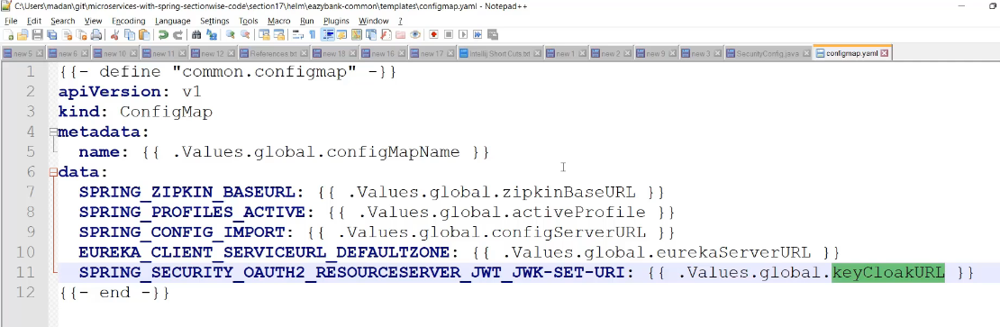 C:\Users\madan\git\microservices-with-spring-sectionwise-code\section17\helm\eazybank-common\templates\configmap.yaml - Notepad++
File Edit Search View Encoding Language Settings Tools Macro Run Plugins Window ?
new 5 new 6 new 10 new 11 new 12 References.txt new 13 new 16 new 17 Intellij Short Cuts.txt new 1 new 2 new 9 new 3 SecurityConfig.java configmap.yaml
1 {{- define "common.configmap" -}}
2 apiVersion: v1
3 kind: ConfigMap
4 metadata:
5 name: {{ .Values.global.configMapName }}
6 data:
7 SPRING_ZIPKIN_BASEURL: {{ .Values.global.zipkinBaseURL }}
8 SPRING_PROFILES_ACTIVE: {{ .Values.global.activeProfile }}
9 SPRING_CONFIG_IMPORT: {{ .Values.global.configServerURL }}
10 EUREKA_CLIENT_SERVICEURL_DEFAULTZONE: {{ .Values.global.eurekaServerURL }}
11 SPRING_SECURITY_OAUTH2_RESOURCESERVER_JWT_JWK-SET-URI: {{ .Values.global.keyCloakURL }}
12 {{- end -}}